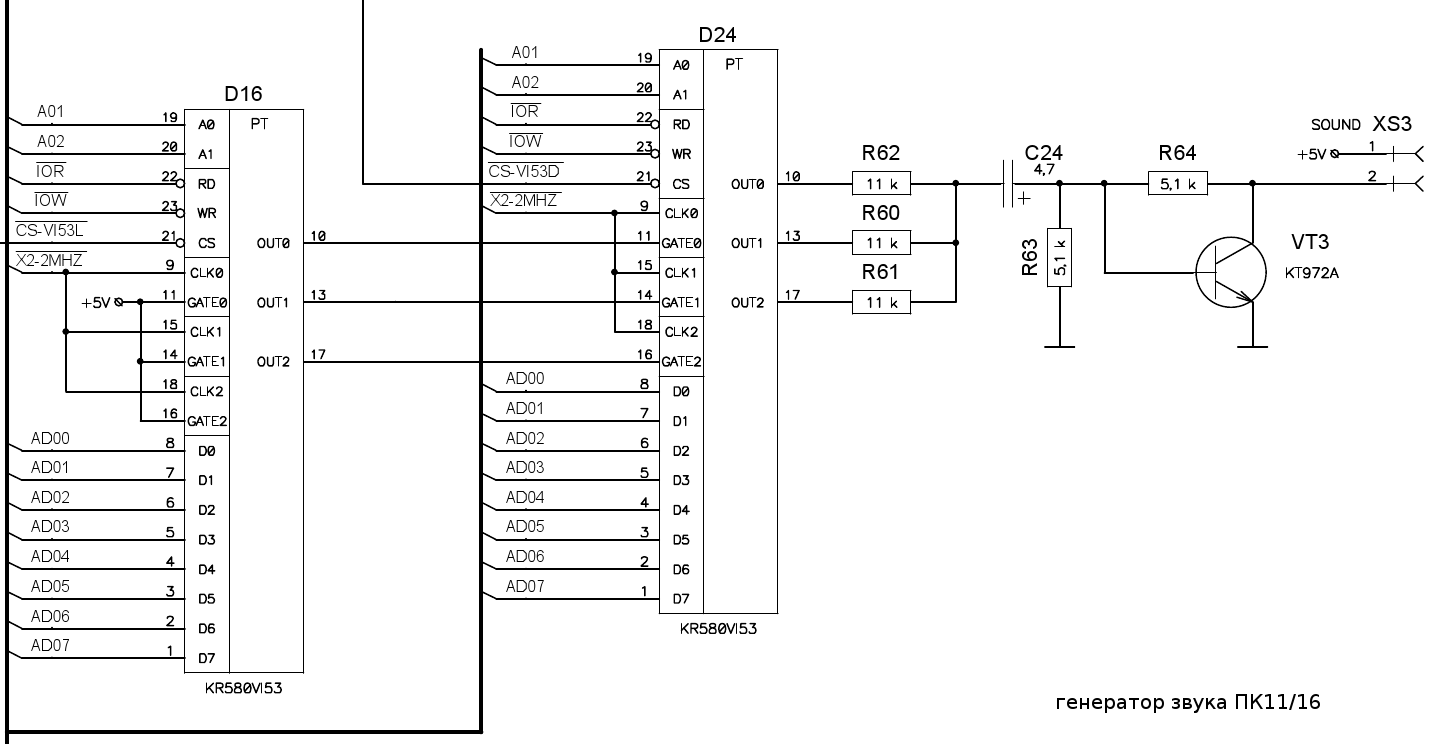 D16
A01 19 A0 PT
A02 20 A1
IOR 22 RD
IOW 23 WR
CS-VI53L 21 CS OUT0 10
X2-2MHZ 9 CLK0
+5V 11 GATE0 OUT1 13
15 CLK1
14 GATE1 OUT2 17
18 CLK2
16 GATE2
AD00 8 D0
AD01 7 D1
AD02 6 D2
AD03 5 D3
AD04 4 D4
AD05 3 D5
AD06 2 D6
AD07 1 D7
KR580VI53
D24
A01 19 A0 PT
A02 20 A1
IOR 22 RD
IOW 23 WR
CS-VI53D 21 CS OUT0 10
X2-2MHZ 9 CLK0
11 GATE0 OUT1 13
15 CLK1
14 GATE1 OUT2 17
18 CLK2
16 GATE2
AD00 8 D0
AD01 7 D1
AD02 6 D2
AD03 5 D3
AD04 4 D4
AD05 3 D5
AD06 2 D6
AD07 1 D7
KR580VI53
R62
11 k
R60
11 k
R61
11 k
C24
4,7
+
R63
5,1 k
R64
5,1 k
SOUND XS3
+5V 1
2
VT3
KT972A
генератор звука ПК11/16